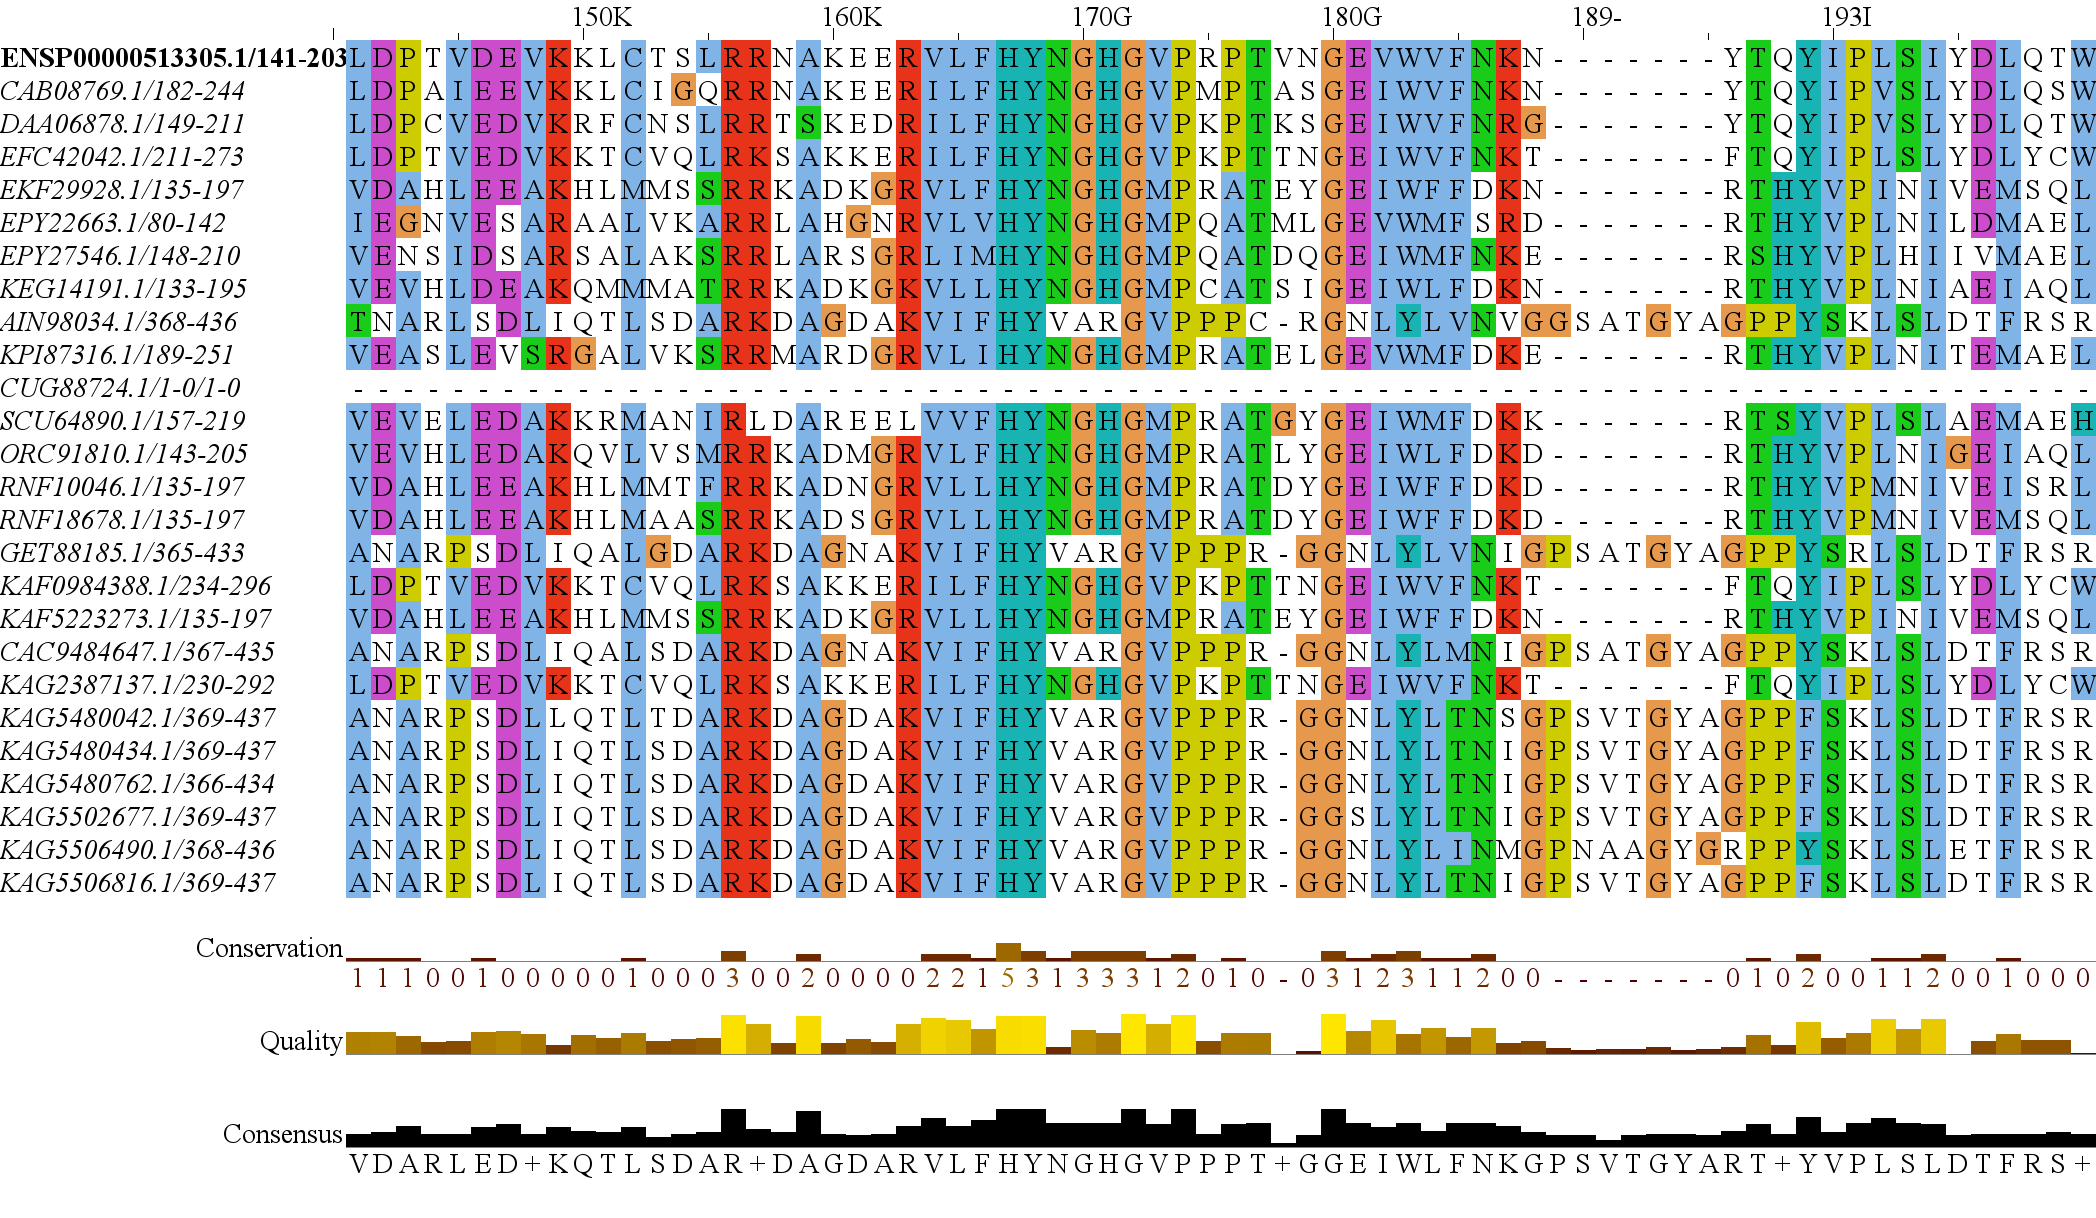 150K 160K 170G 180G 189- 193I
ENSP00000513305.1/141-203 LDPTVDEVKKLCTSLRRNAKEERVLFHYNGHGVPRPTVNGEVWVFNKN-------YTQYIPLSIYDLQTW
CAB08769.1/182-244 LDPAIEEVKKLCIGQRRNAKEERILFHYNGHGVPMPTASGEIWVFNKN-------YTQYIPVSLYDLQSW
DAA06878.1/149-211 LDPCVEDVKRFCNSLRRTSKEDRILFHYNGHGVPKPTKSGEIWVFNRG-------YTQYIPVSLYDLQTW
EFC42042.1/211-273 LDPTVEDVKKTCVQLRKSAKKERILFHYNGHGVPKPTTNGEIWVFNKT-------FTQYIPLSLYDLYCW
EKF29928.1/135-197 VDAHLEEAKHLMMSSRRKADKGRVLFHYNGHGMPRATEYGEIWFFDKN-------RTHYVPINIVEMSQL
EPY22663.1/80-142 IEGNVESARAALVKARRLAHGNRVLVHYNGHGMPQATMLGEVWMFSRD-------RTHYVPLNILDMAEL
EPY27546.1/148-210 VENSIDSARSALAKSRRLARSGRLIMHYNGHGMPQATDQGEIWMFNKE-------RSHYVPLHIIVMAEL
KEG14191.1/133-195 VEVHLDEAKQMMMATRRKADKGKVLLHYNGHGMPCATSIGEIWLFDKN-------RTHYVPLNIAEIAQL
AIN98034.1/368-436 TNARLSDLIQTLSDARKDAGDAKVIFHYVARGVPPPC-RGNLYLVNVGGSATGYAGPPYSKLSLDTFRSR
KPI87316.1/189-251 VEASLEVSRGALVKSRRMARDGRVLIHYNGHGMPRATELGEVWMFDKE-------RTHYVPLNITEMAEL
CUG88724.1/1-0/1-0 ----------------------------------------------------------------------
SCU64890.1/157-219 VEVELEDAKKRMANIRLDAREELVVFHYNGHGMPRATGYGEIWMFDKK-------RTSYVPLSLAEMAEH
ORC91810.1/143-205 VEVHLEDAKQVLVSMRRKADMGRVLFHYNGHGMPRATLYGEIWLFDKD-------RTHYVPLNIGEIAQL
RNF10046.1/135-197 VDAHLEEAKHLMMTFRRKADNGRVLLHYNGHGMPRATDYGEIWFFDKD-------RTHYVPMNIVEISRL
RNF18678.1/135-197 VDAHLEEAKHLMAASRRKADSGRVLLHYNGHGMPRATDYGEIWFFDKD-------RTHYVPMNIVEMSQL
GET88185.1/365-433 ANARPSDLIQALGDARKDAGNAKVIFHYVARGVPPPR-GGNLYLVNIGPSATGYAGPPYSRLSLDTFRSR
KAF0984388.1/234-296 LDPTVEDVKKTCVQLRKSAKKERILFHYNGHGVPKPTTNGEIWVFNKT-------FTQYIPLSLYDLYCW
KAF5223273.1/135-197 VDAHLEEAKHLMMSSRRKADKGRVLLHYNGHGMPRATEYGEIWFFDKN-------RTHYVPINIVEMSQL
CAC9484647.1/367-435 ANARPSDLIQALSDARKDAGNAKVIFHYVARGVPPPR-GGNLYLMNIGPSATGYAGPPYSKLSLDTFRSR
KAG2387137.1/230-292 LDPTVEDVKKTCVQLRKSAKKERILFHYNGHGVPKPTTNGEIWVFNKT-------FTQYIPLSLYDLYCW
KAG5480042.1/369-437 ANARPSDLLQTLTDARKDAGDAKVIFHYVARGVPPPR-GGNLYLTNSGPSVTGYAGPPFSKLSLDTFRSR
KAG5480434.1/369-437 ANARPSDLIQTLSDARKDAGDAKVIFHYVARGVPPPR-GGNLYLTNIGPSVTGYAGPPFSKLSLDTFRSR
KAG5480762.1/366-434 ANARPSDLIQTLSDARKDAGDAKVIFHYVARGVPPPR-GGNLYLTNIGPSVTGYAGPPFSKLSLDTFRSR
KAG5502677.1/369-437 ANARPSDLIQTLSDARKDAGDAKVIFHYVARGVPPPR-GGSLYLTNIGPSVTGYAGPPFSKLSLDTFRSR
KAG5506490.1/368-436 ANARPSDLIQTLSDARKDAGDAKVIFHYVARGVPPPR-GGNLYLINMGPNAAGYGRPPYSKLSLETFRSR
KAG5506816.1/369-437 ANARPSDLIQTLSDARKDAGDAKVIFHYVARGVPPPR-GGNLYLTNIGPSVTGYAGPPFSKLSLDTFRSR
Conservation
1110010000010003002000022153133312010-0312311200-------0102001120010 00
Quality
Consensus
VDARLED+KQTLSDAR+DAGDARVLFHYNGHGVPPPT+GGEIWLFNKGPSVTGYART+YVPLSLDTFRS+